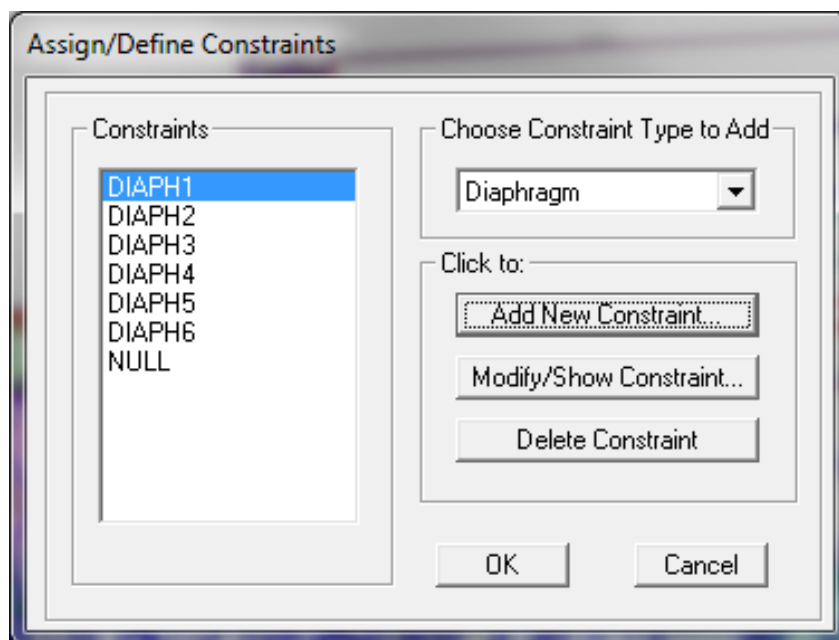 Assign/Define Constraints
Constraints
DIAPH1
DIAPH2
DIAPH3
DIAPH4
DIAPH5
DIAPH6
NULL
Choose Constraint Type to Add
Diaphragm
Click to:
Add New Constraint...
Modify/Show Constraint...
Delete Constraint
OK
Cancel